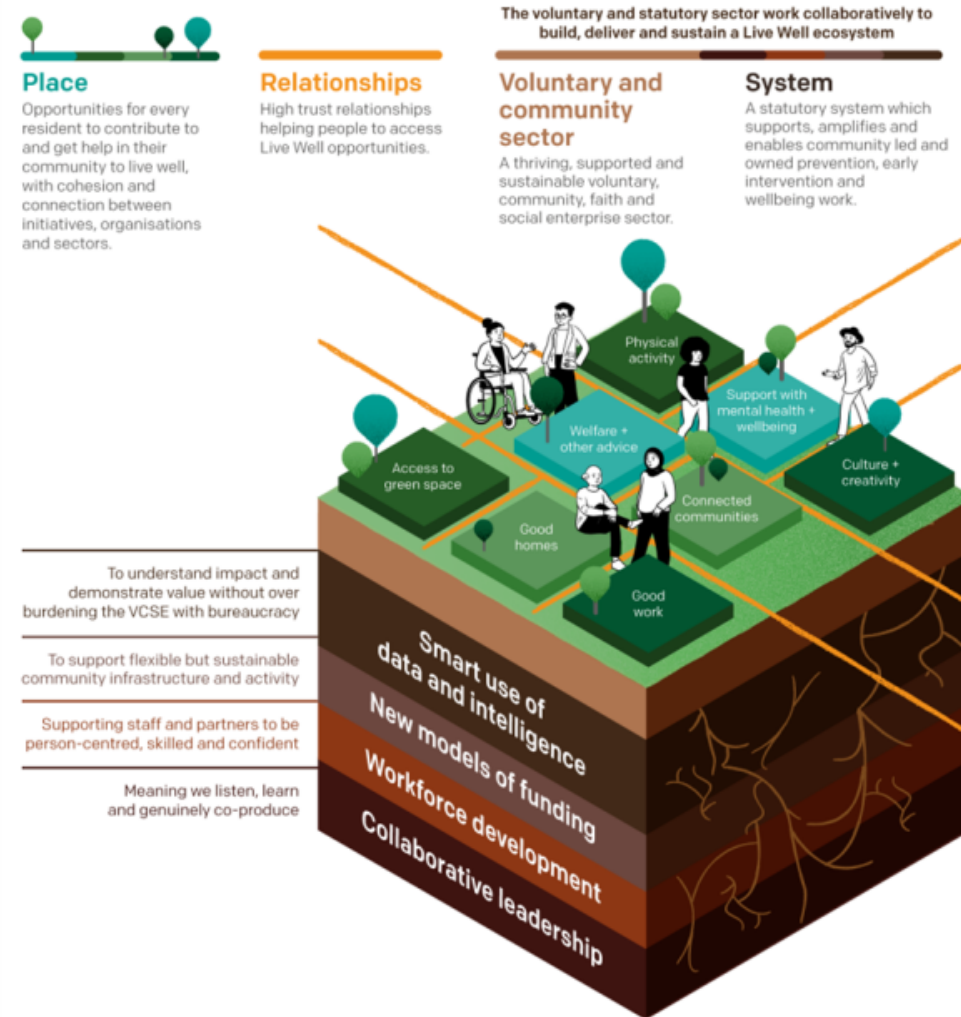 The voluntary and statutory sector work collaboratively to
build, deliver and sustain a Live Well ecosystem
Place
Opportunities for every
resident to contribute to
and get help in their
community to live well,
with cohesion and
connection between
initiatives, organisations
and sectors.
Relationships
High trust relationships
helping people to access
Live Well opportunities.
Voluntary and
community
sector
A thriving, supported and
sustainable voluntary,
community, faith and
social enterprise sector.
System
A statutory system which
supports, amplifies and
enables community led and
owned prevention, early
intervention and
wellbeing work.
Physical
activity
Support with
mental health +
wellbeing
Welfare +
other advice
Culture +
creativity
Access to
green space
Connected
communities
Good
homes
Good
work
To understand impact and
demonstrate value without over
burdening the VCSE with bureaucracy
To support flexible but sustainable
community infrastructure and activity
Supporting staff and partners to be
person-centred, skilled and confident
Meaning we listen, learn
and genuinely co-produce
Smart use of
data and intelligence
New models of funding
Workforce development
Collaborative leadership